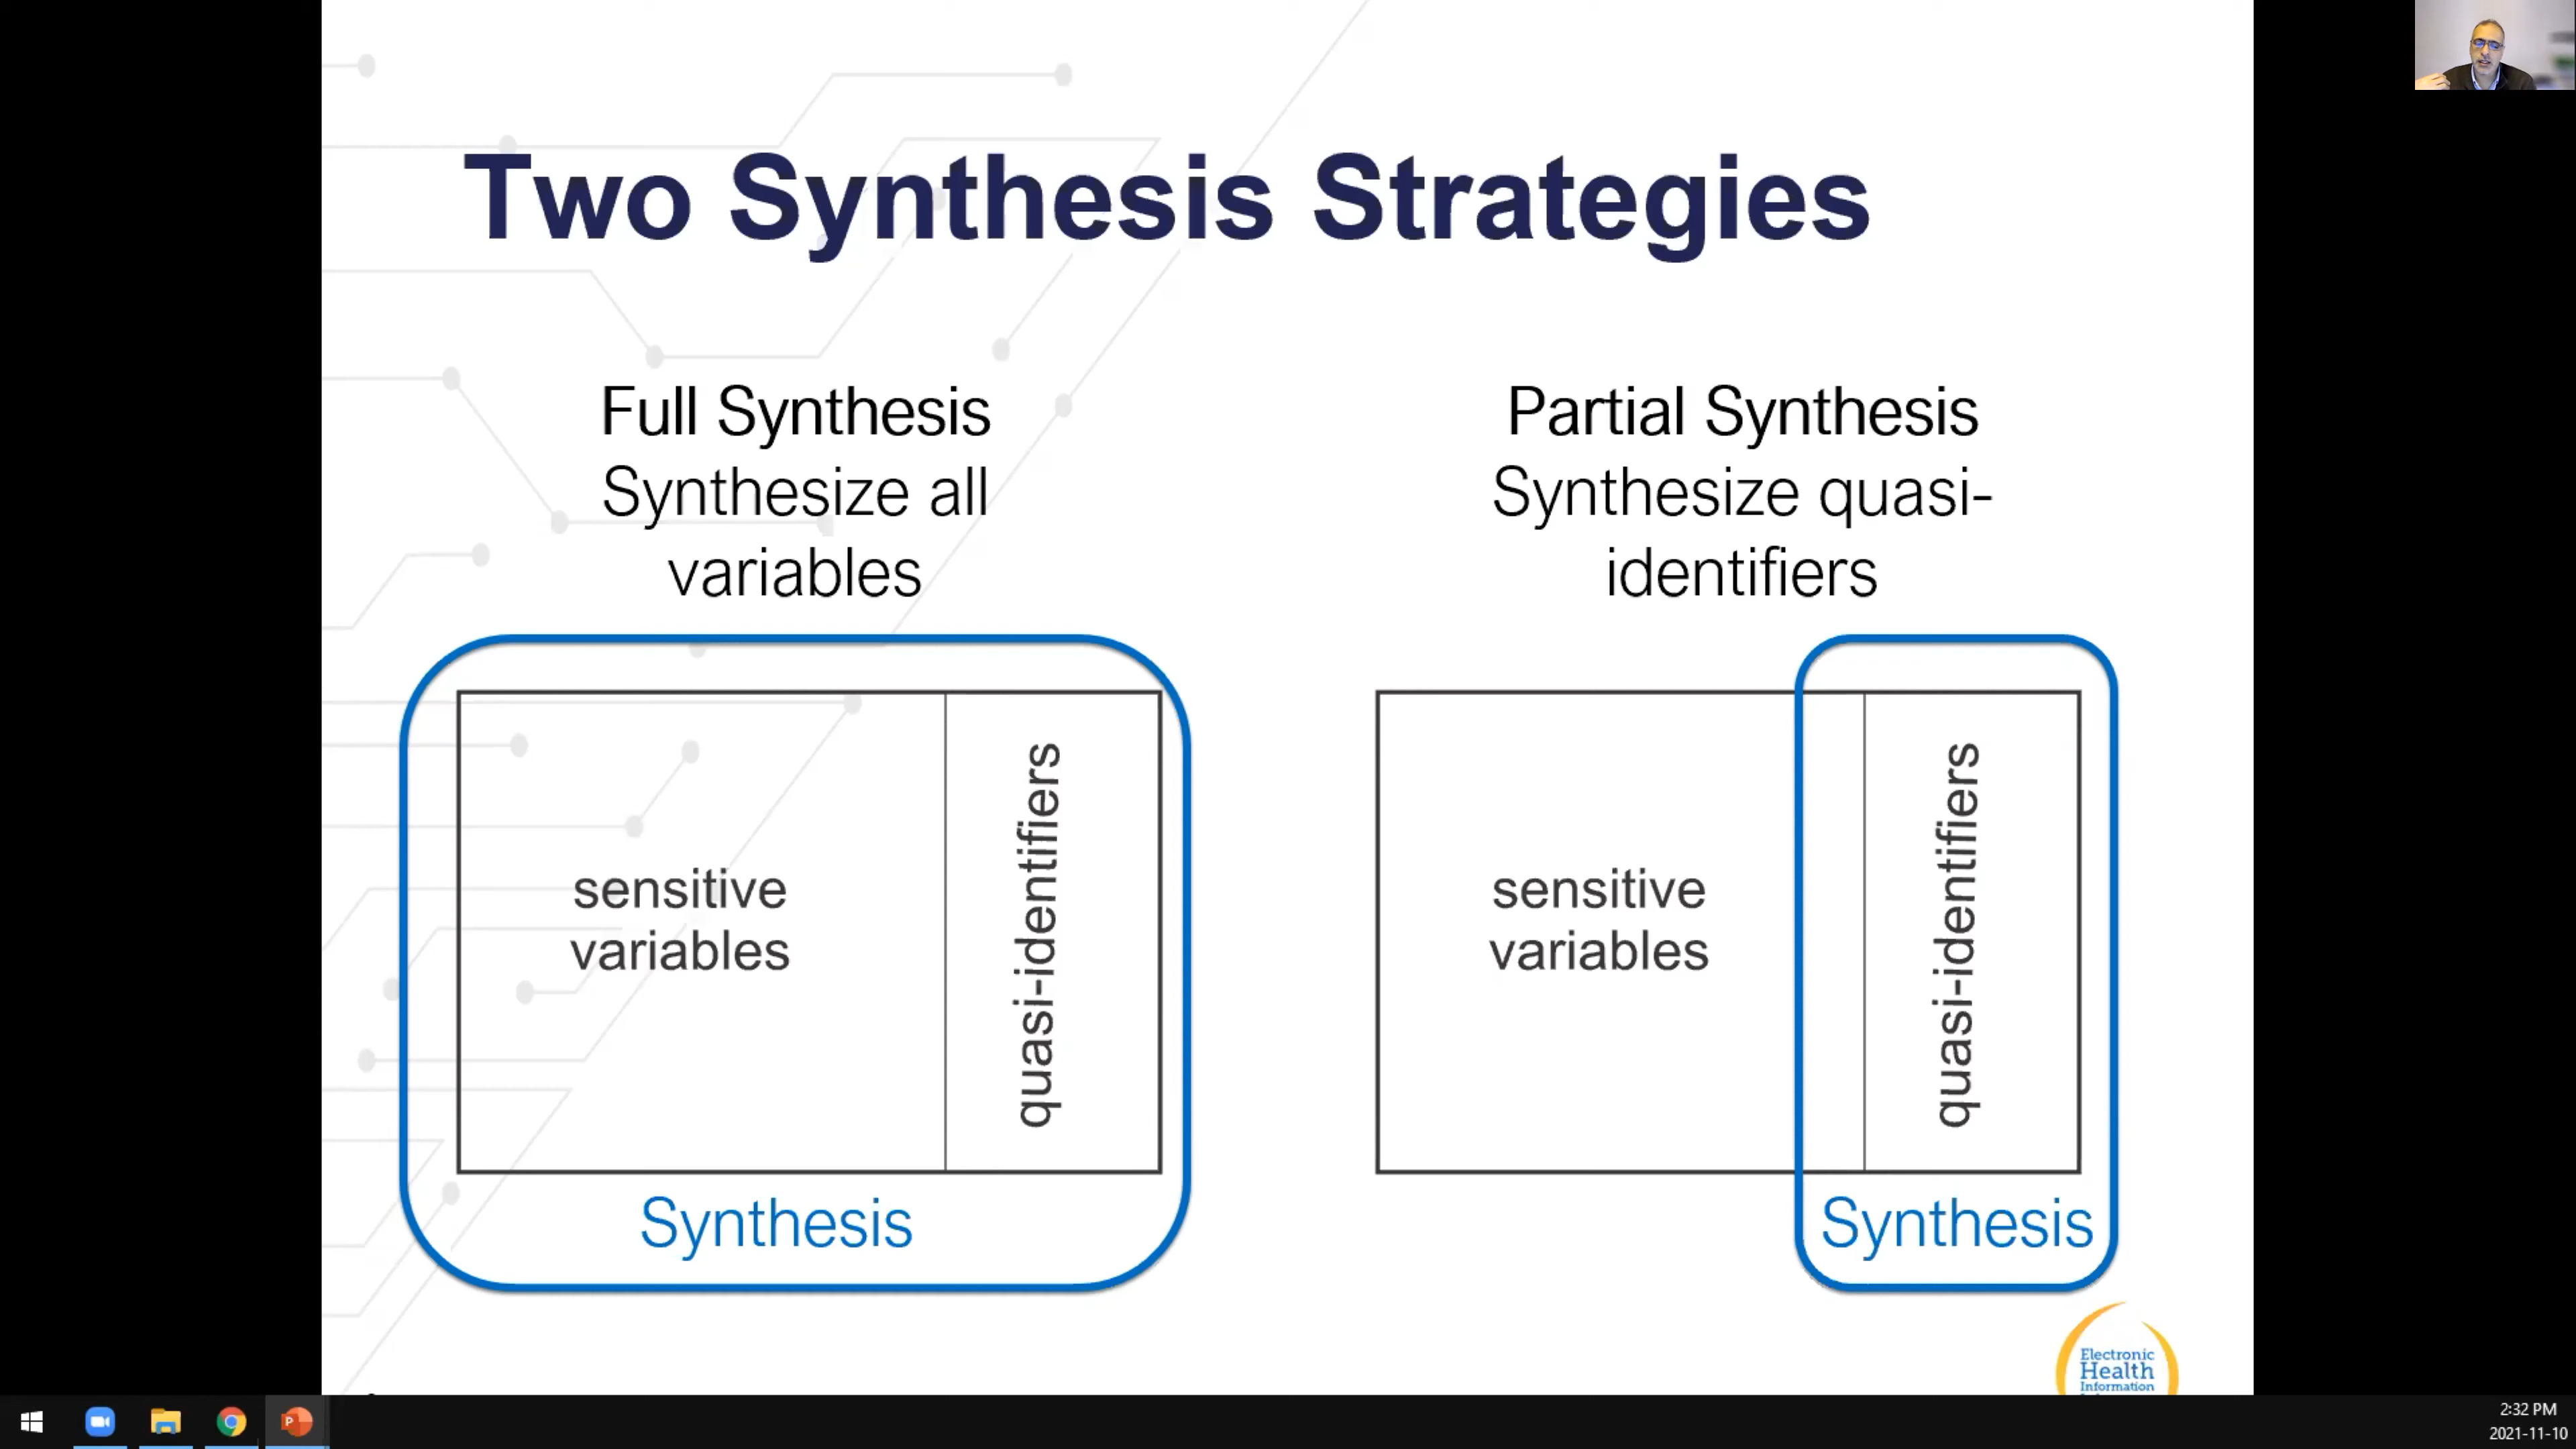 Two Synthesis Strategies
Full Synthesis
Synthesize all
variables
Partial Synthesis
Synthesize quasi-
identifiers
sensitive
variables
quasi-identifiers
Synthesis
sensitive
variables
quasi-identifiers
Synthesis
Electronic
Health
Information
2:32 PM
2021-11-10